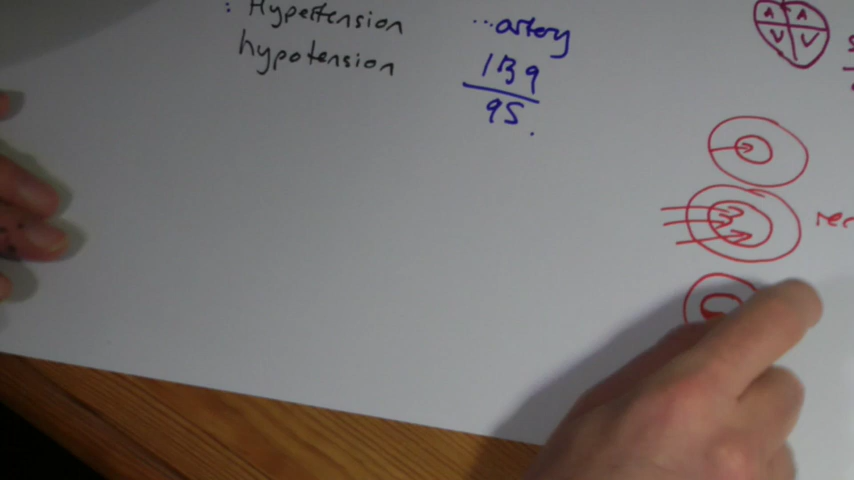 : Hypertension
hypotension
...artery
139
95.
A A
V V